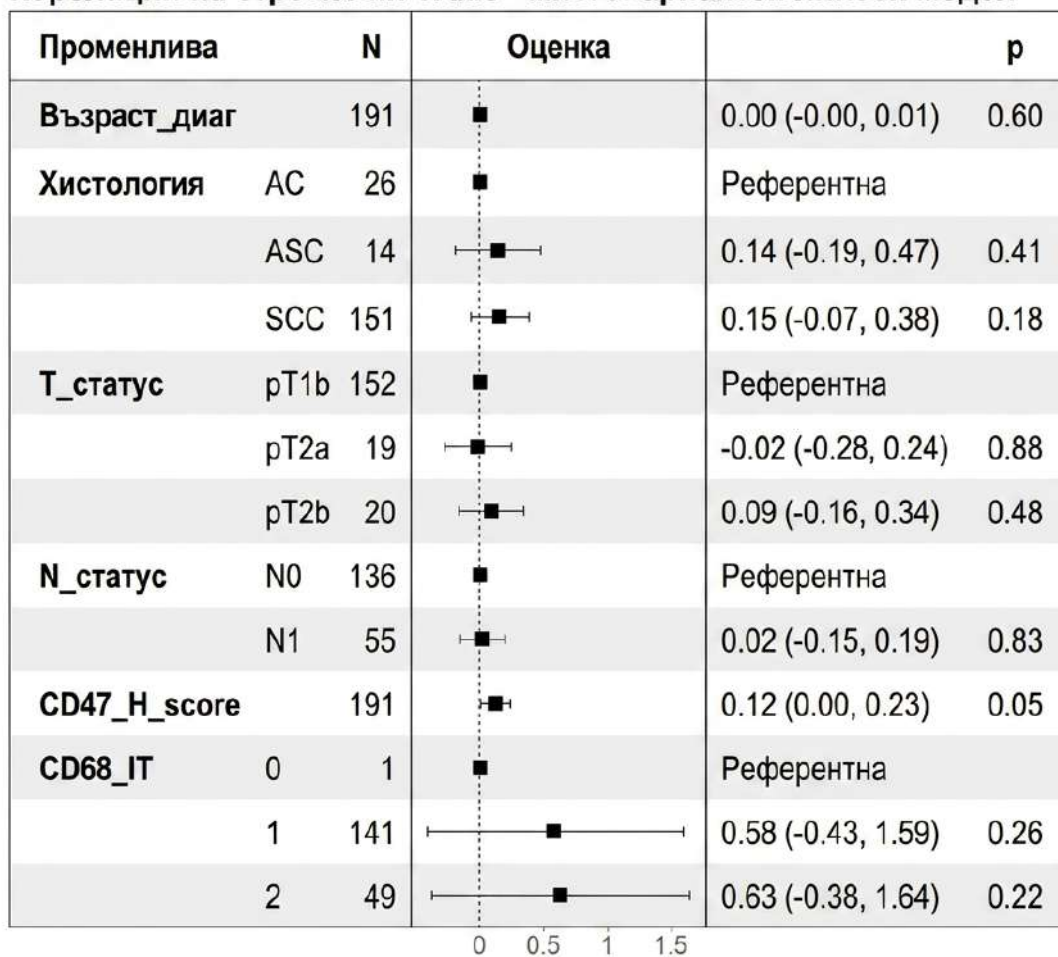 Променлива N Оценка p
Възраст_диаг 191 0.00 (-0.00, 0.01) 0.60
Хистология AC 26 Референтна
ASC 14 0.14 (-0.19, 0.47) 0.41
SCC 151 0.15 (-0.07, 0.38) 0.18
Т_статус pT1b 152 Референтна
pT2a 19 -0.02 (-0.28, 0.24) 0.88
pT2b 20 0.09 (-0.16, 0.34) 0.48
N_статус N0 136 Референтна
N1 55 0.02 (-0.15, 0.19) 0.83
CD47_H_score 191 0.12 (0.00, 0.23) 0.05
CD68_IT 0 1 Референтна
1 141 0.58 (-0.43, 1.59) 0.26
2 49 0.63 (-0.38, 1.64) 0.22
0 0.5 1 1.5